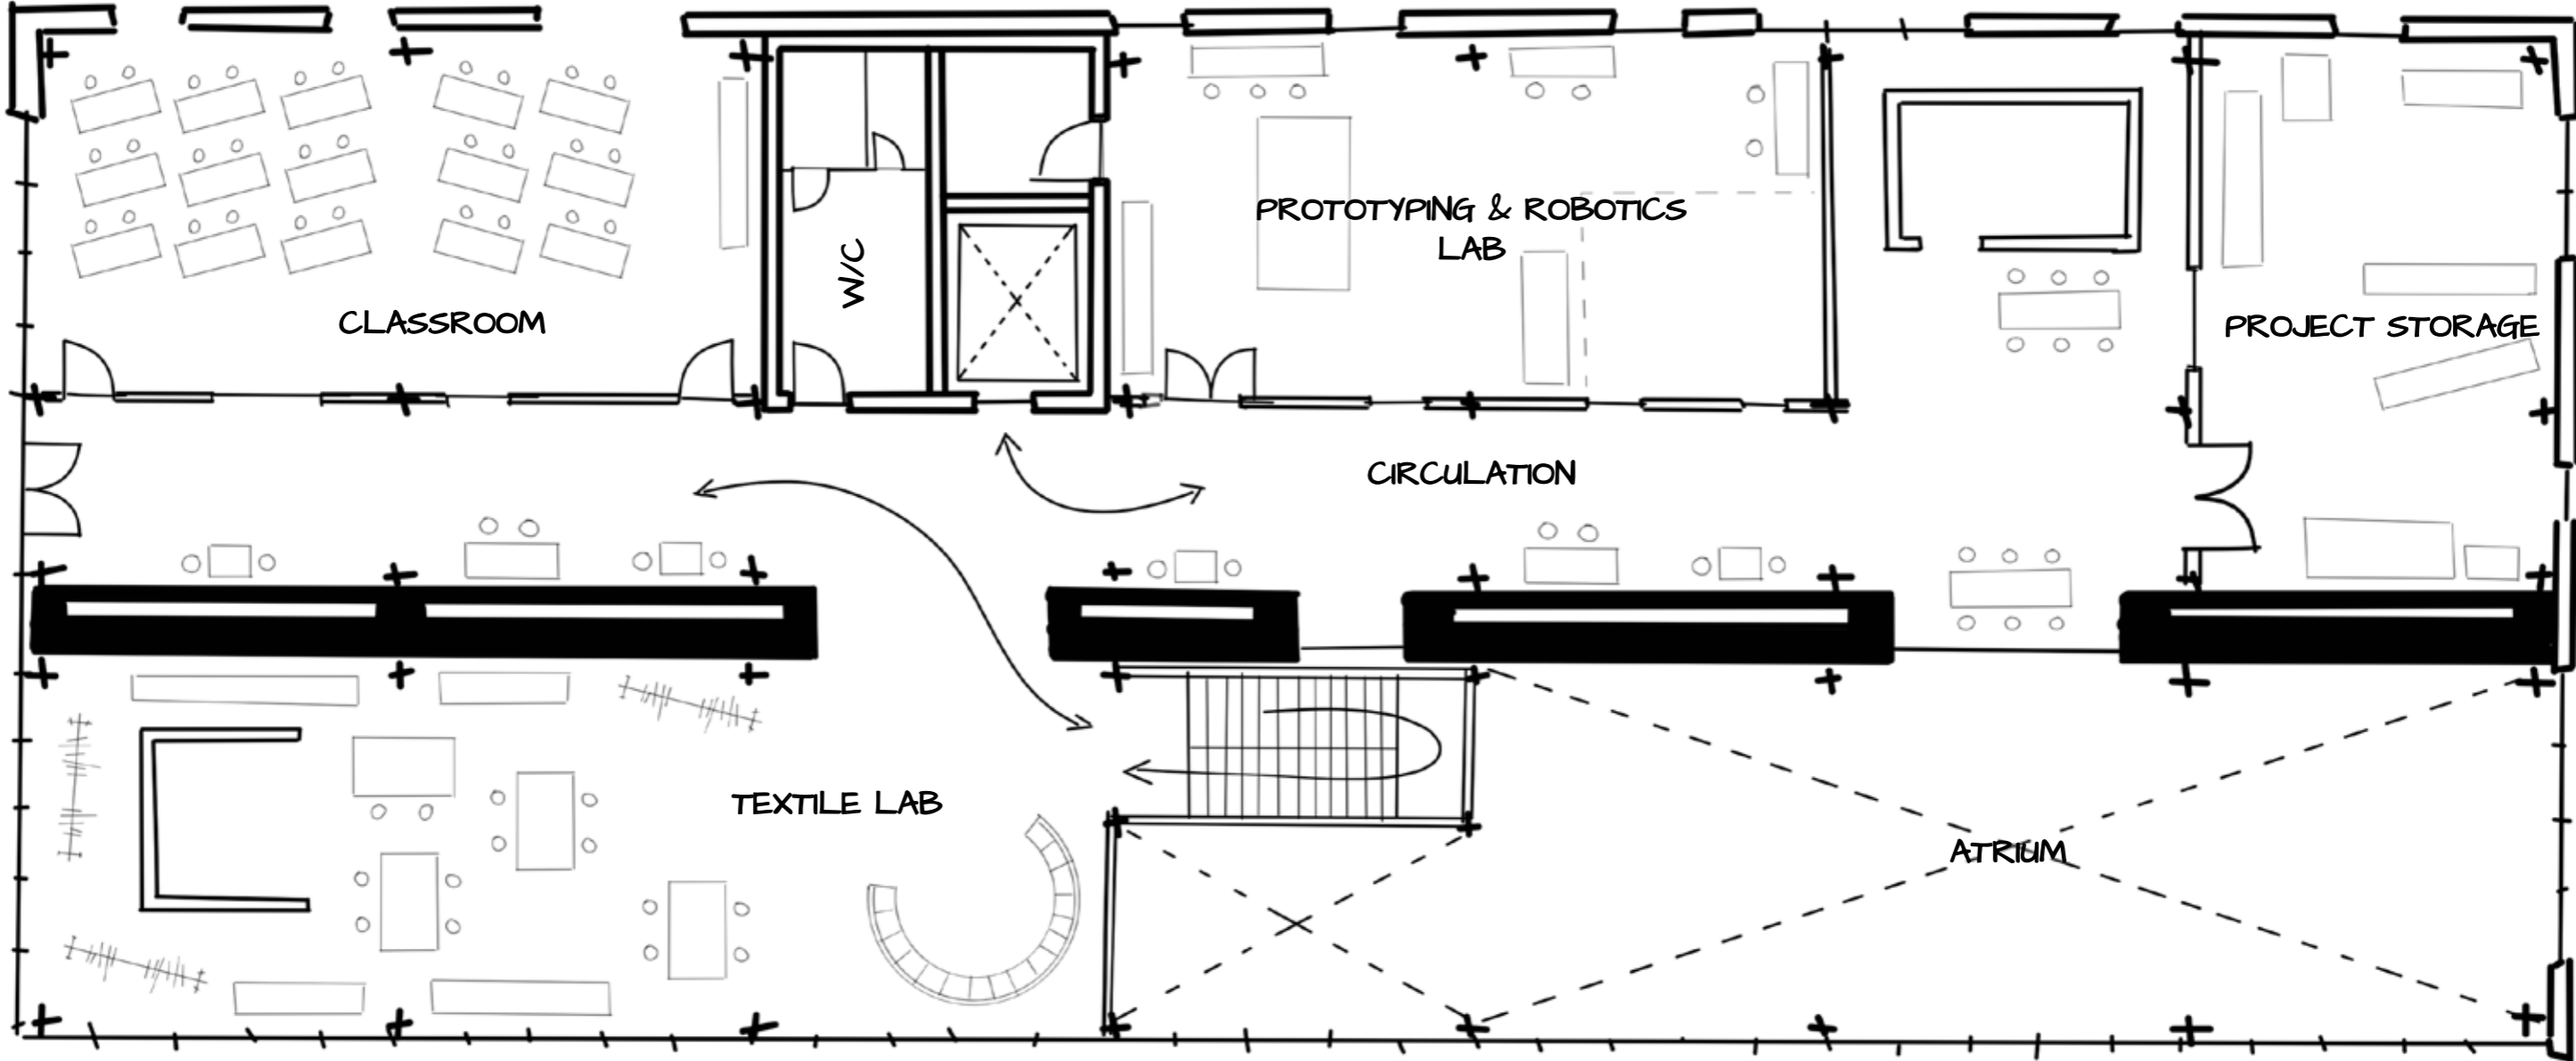 CLASSROOM
W/C
PROTOTYPING & ROBOTICS
LAB
PROJECT STORAGE
CIRCULATION
TEXTILE LAB
ATRIUM